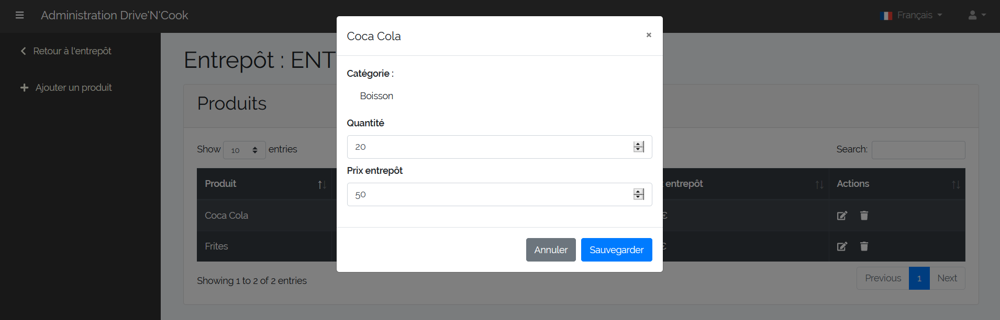 Administration Drive'N'Cook
Français
Retour à l'entrepôt
Ajouter un produit
Entrepôt : ENT
Produits
Show 10 entries
Search:
Produit
entrepôt
Actions
Coca Cola
€
Frites
€
Showing 1 to 2 of 2 entries
Previous 1 Next
Coca Cola
×
Catégorie :
Boisson
Quantité
20
Prix entrepôt
50
Annuler Sauvegarder